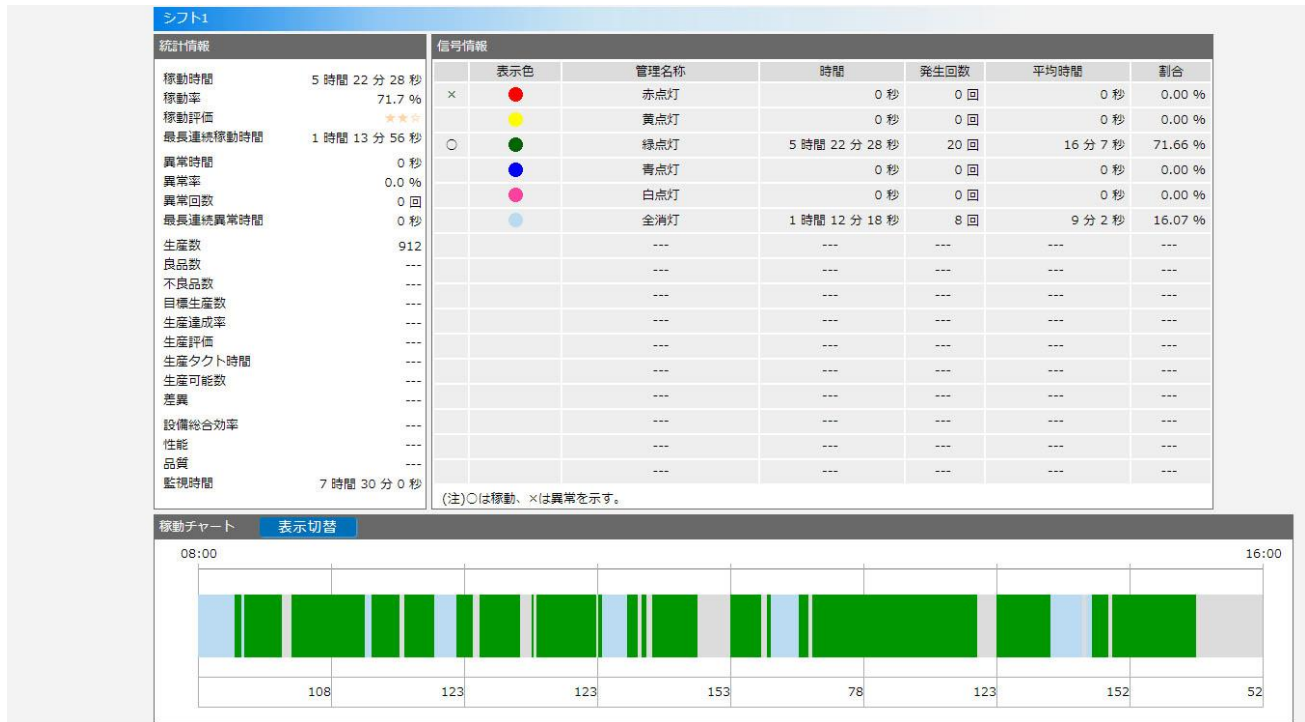 シフト1
統計情報
稼動時間 5 時間 22 分 28 秒
稼動率 71.7 %
稼動評価 ★★☆
最長連続稼動時間 1 時間 13 分 56 秒
異常時間 0 秒
異常率 0.0 %
異常回数 0 回
最長連続異常時間 0 秒
生産数 912
良品数 ---
不良品数 ---
目標生産数 ---
生産達成率 ---
生産評価 ---
生産タクト時間 ---
生産可能数 ---
差異 ---
設備総合効率 ---
性能 ---
品質 ---
監視時間 7 時間 30 分 0 秒
信号情報
表示色 管理名称 時間 発生回数 平均時間 割合
× 赤点灯 0 秒 0 回 0 秒 0.00 %
黄点灯 0 秒 0 回 0 秒 0.00 %
○ 緑点灯 5 時間 22 分 28 秒 20 回 16 分 7 秒 71.66 %
青点灯 0 秒 0 回 0 秒 0.00 %
白点灯 0 秒 0 回 0 秒 0.00 %
全消灯 1 時間 12 分 18 秒 8 回 9 分 2 秒 16.07 %
--- --- --- --- ---
--- --- --- --- ---
--- --- --- --- ---
--- --- --- --- ---
--- --- --- --- ---
--- --- --- --- ---
--- --- --- --- ---
--- --- --- --- ---
--- --- --- --- ---
--- --- --- --- ---
(注)○は稼動、×は異常を示す。
稼動チャート 表示切替
08:00 16:00
108 123 123 153 78 123 152 52